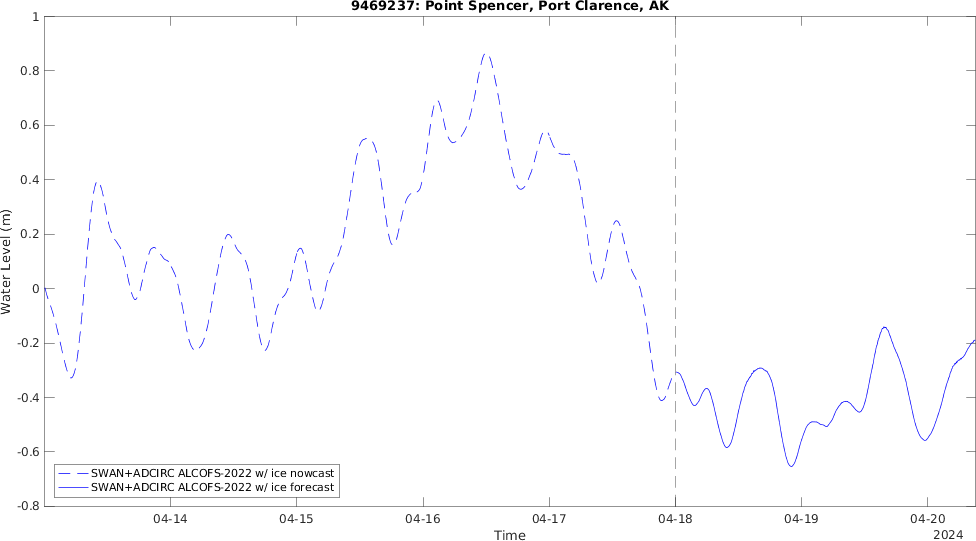 9469237: Point Spencer, Port Clarence, AK
Water Level (m)
1
0.8
0.6
0.4
0.2
0
-0.2
-0.4
-0.6
-0.8
SWAN+ADCIRC ALCOFS-2022 w/ ice nowcast
SWAN+ADCIRC ALCOFS-2022 w/ ice forecast
04-14 04-15 04-16 04-17 04-18 04-19 04-20
Time
2024